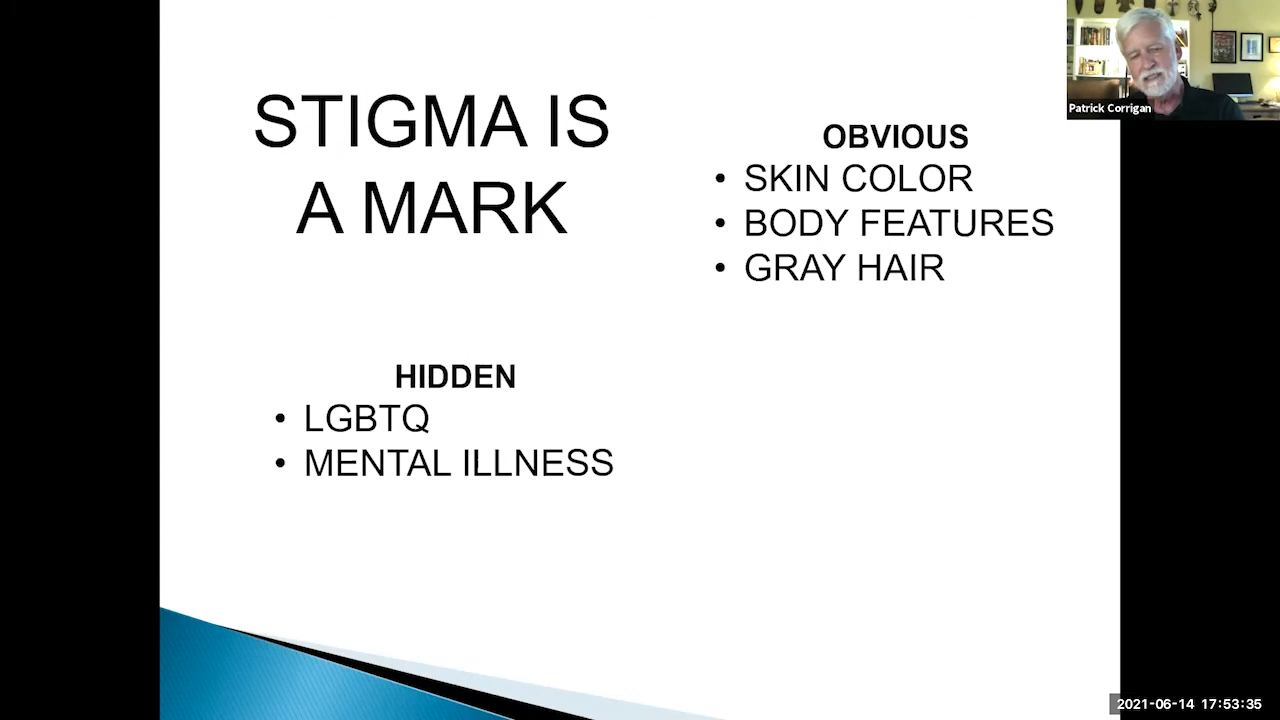 STIGMA IS
A MARK
OBVIOUS
• SKIN COLOR
• BODY FEATURES
• GRAY HAIR
HIDDEN
• LGBTQ
• MENTAL ILLNESS
Patrick Corrigan
2021-06-14 17:53:35